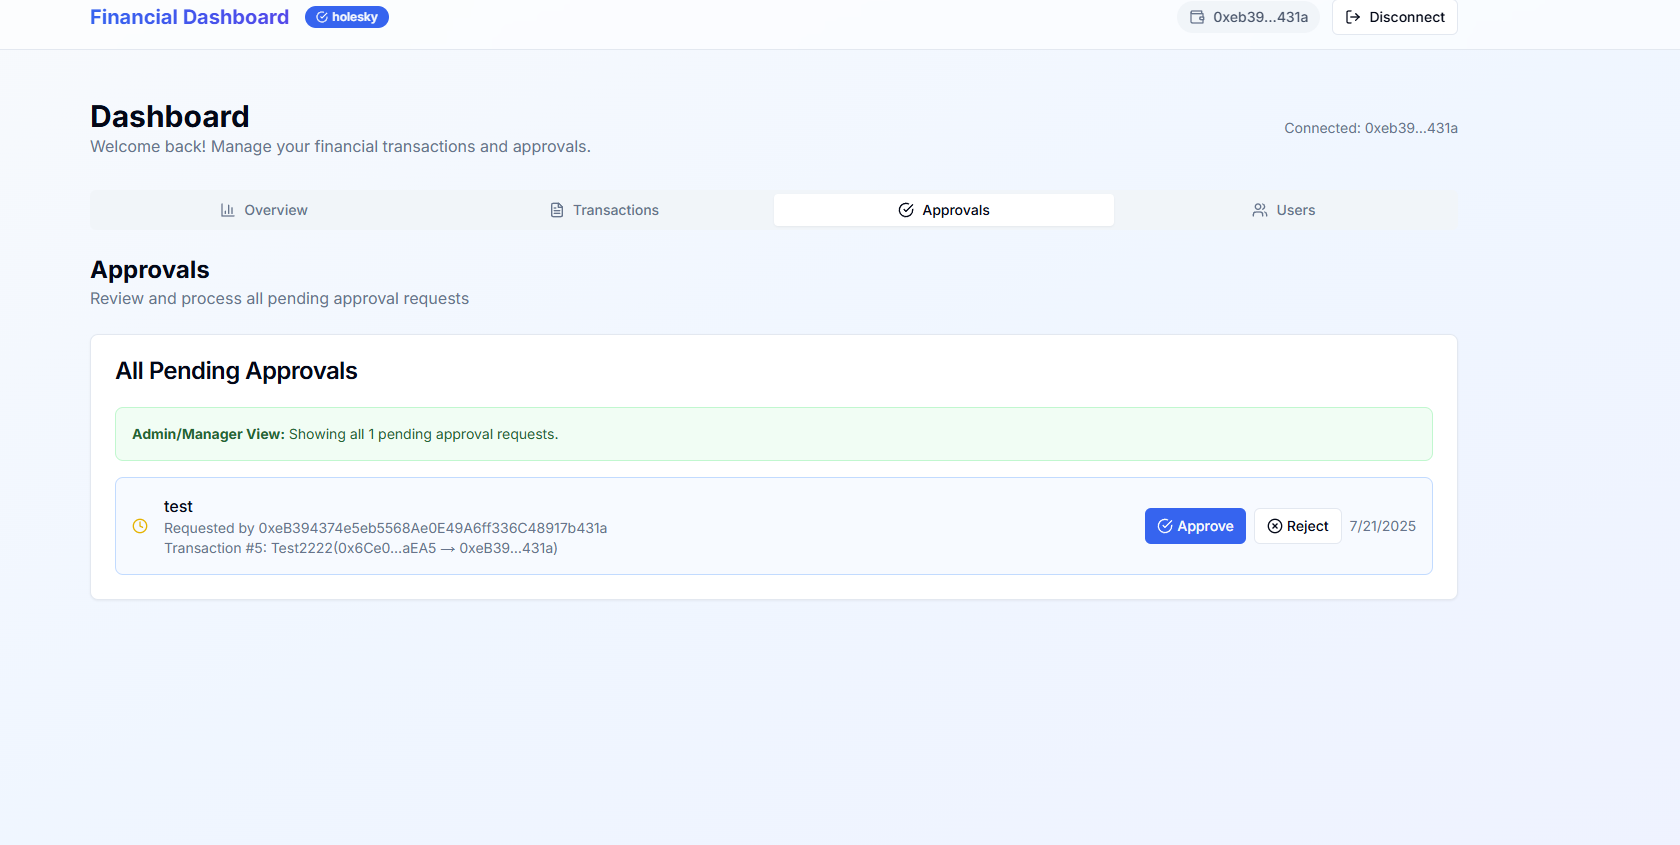 Financial Dashboard
holesky
0xeb39...431a
Disconnect
Dashboard
Welcome back! Manage your financial transactions and approvals.
Connected: 0xeb39...431a
Overview
Transactions
Approvals
Users
Approvals
Review and process all pending approval requests
All Pending Approvals
Admin/Manager View: Showing all 1 pending approval requests.
test
Requested by 0xeB394374e5eb5568Ae0E49A6ff336C48917b431a
Transaction #5: Test2222(0x6Ce0...aEA5 → 0xeB39...431a)
Approve
Reject
7/21/2025